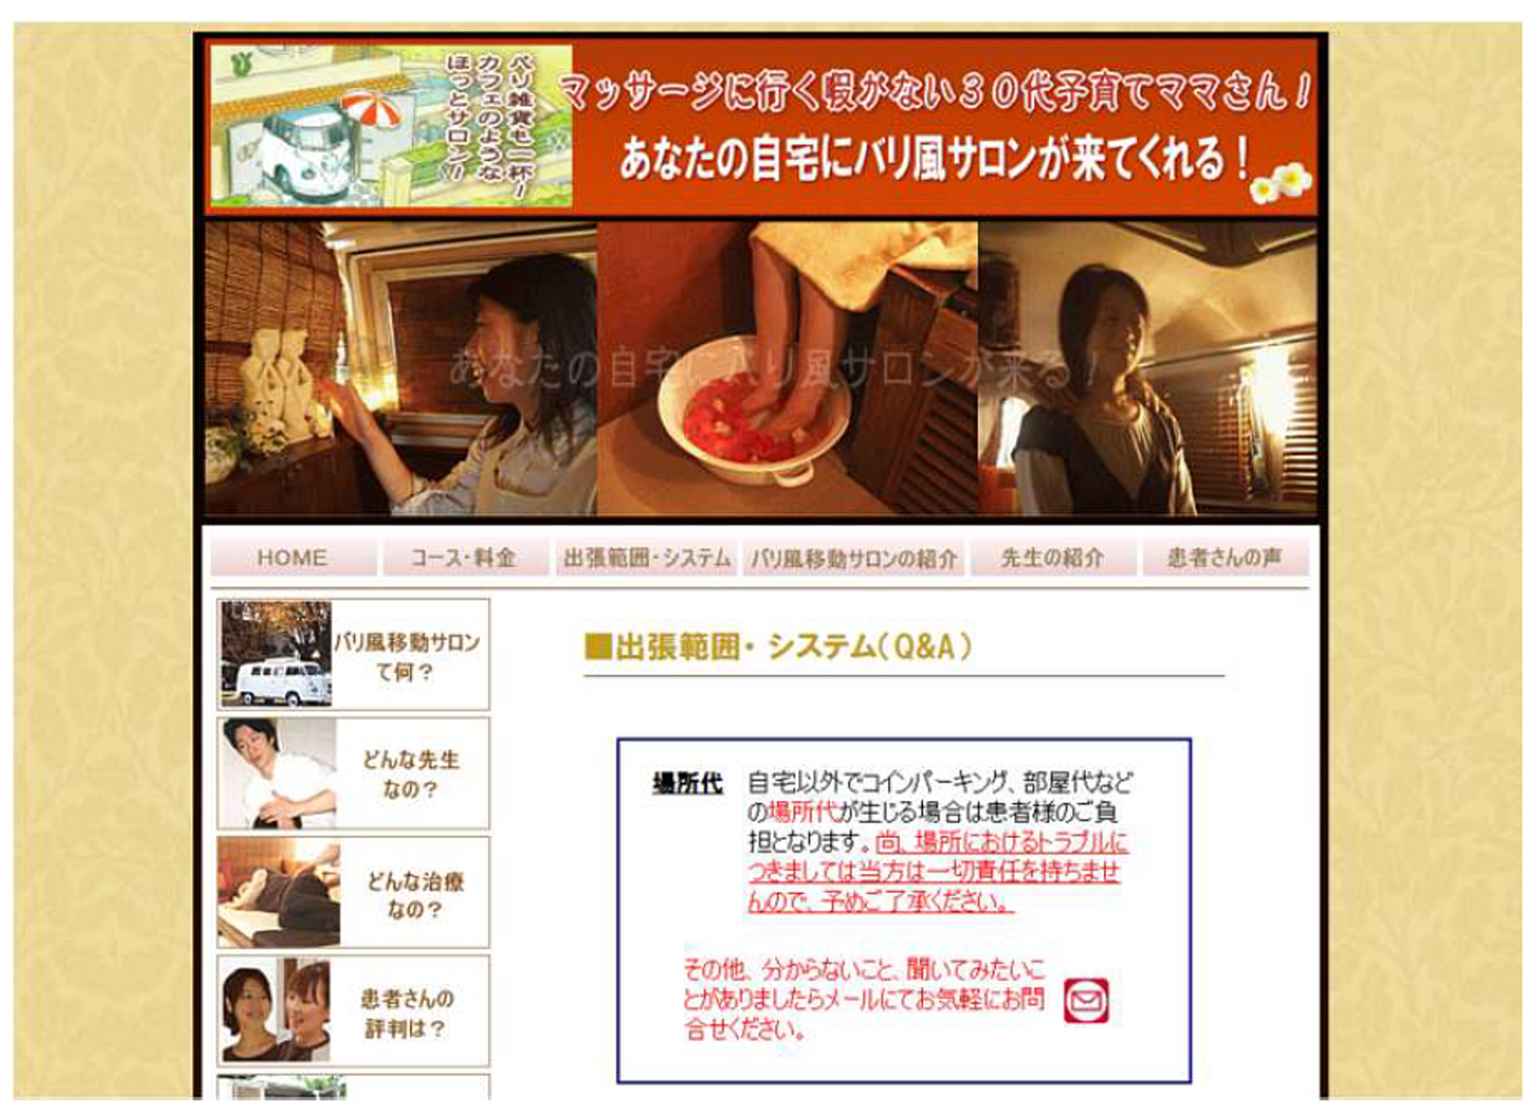 バリ雑貨も一杯！
カフェのような
ほっとサロン！
マッサージに行く暇がない３０代子育てママさん！
あなたの自宅にバリ風サロンが来てくれる！
あなたの自宅にバリ風サロンが来る！
HOME
コース・料金
出張範囲・システム
バリ風移動サロンの紹介
先生の紹介
患者さんの声
バリ風移動サロン
て何？
どんな先生
なの？
どんな治療
なの？
患者さんの
評判は？
■出張範囲・システム（Q&A）
場所代
自宅以外でコインパーキング、部屋代など
の場所代が生じる場合は患者様のご負
担となります。尚、場所におけるトラブルに
つきましては当方は一切責任を持ちませ
んので、予めご了承ください。
その他、分からないこと、聞いてみたいこ
とがありましたらメールにてお気軽にお問
合せください。